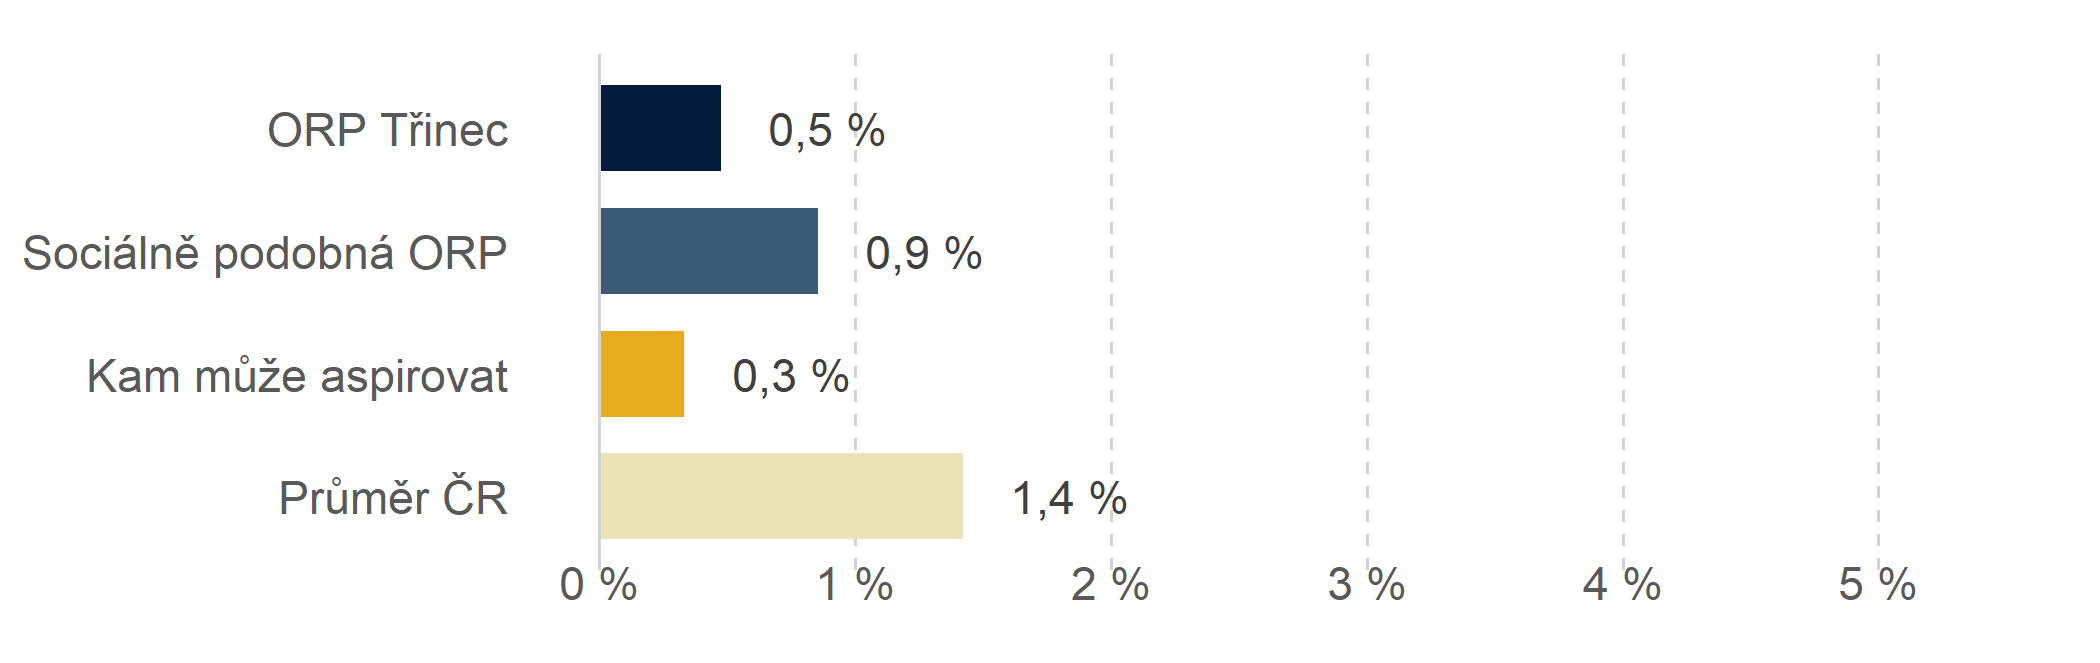 ORP Třinec 0,5 %
Sociálně podobná ORP 0,9 %
Kam může aspirovat 0,3 %
Průměr ČR 1,4 %
0 % 1 % 2 % 3 % 4 % 5 %